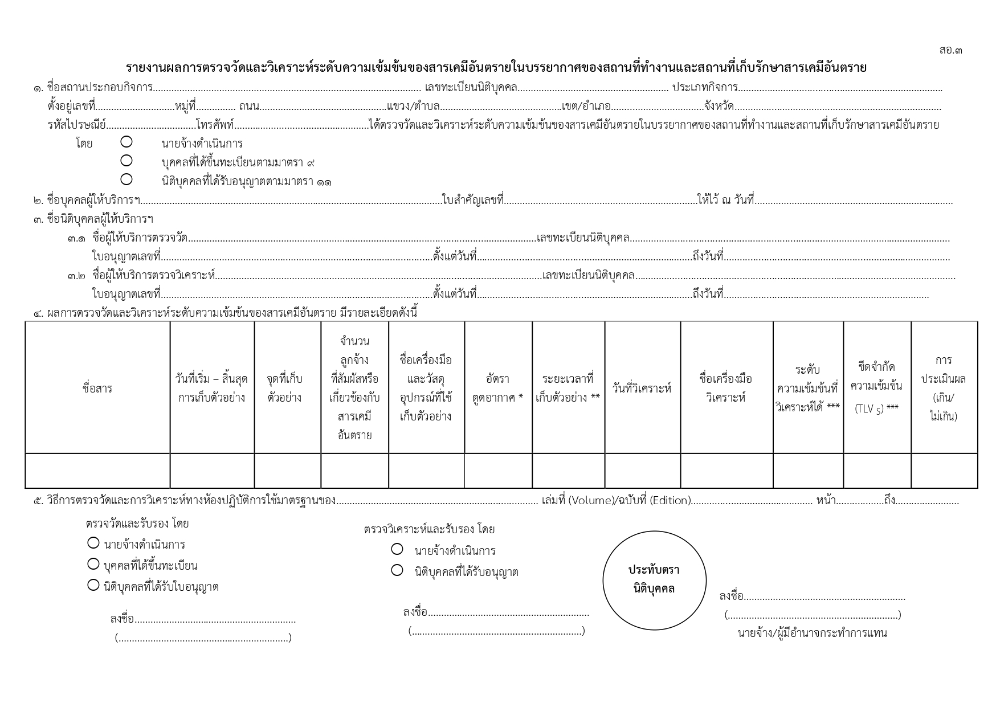 สอ.๓
รายงานผลการตรวจวัดและวิเคราะห์ระดับความเข้มข้นของสารเคมีอันตรายในบรรยากาศของสถานที่ทำงานและสถานที่เก็บรักษาสารเคมีอันตราย
๑. ชื่อสถานประกอบกิจการ.................................................... เลขทะเบียนนิติบุคคล.................................... ประเภทกิจการ....................................
ตั้งอยู่เลขที่....................หมู่ที่............... ถนน..............................แขวง/ตำบล..............................เขต/อำเภอ..............................จังหวัด..............................
รหัสไปรษณีย์..............................โทรศัพท์..............................ได้ตรวจวัดและวิเคราะห์ระดับความเข้มข้นของสารเคมีอันตรายในบรรยากาศของสถานที่ทำงานและสถานที่เก็บรักษาสารเคมีอันตราย
โดย นายจ้างดำเนินการ
บุคคลที่ได้ขึ้นทะเบียนตามมาตรา ๙
นิติบุคคลที่ได้รับอนุญาตตามมาตรา ๑๑
๒. ชื่อบุคคลผู้ให้บริการฯ..............................ใบสำคัญเลขที่..............................ให้ไว้ ณ วันที่..............................
๓. ชื่อนิติบุคคลผู้ให้บริการฯ
๓.๑ ชื่อผู้ให้บริการตรวจวัด..............................เลขทะเบียนนิติบุคคล..............................
ใบอนุญาตเลขที่..............................ตั้งแต่วันที่..............................ถึงวันที่..............................
๓.๒ ชื่อผู้ให้บริการตรวจวิเคราะห์..............................เลขทะเบียนนิติบุคคล..............................
ใบอนุญาตเลขที่..............................ตั้งแต่วันที่..............................ถึงวันที่..............................
๔. ผลการตรวจวัดและวิเคราะห์ระดับความเข้มข้นของสารเคมีอันตราย มีรายละเอียดดังนี้
ชื่อสาร
วันที่เริ่ม – สิ้นสุด
การเก็บตัวอย่าง
จุดที่เก็บ
ตัวอย่าง
จำนวน
ลูกจ้าง
ที่สัมผัสหรือ
เกี่ยวข้องกับ
สารเคมี
อันตราย
ชื่อเครื่องมือ
และวัสดุ
อุปกรณ์ที่ใช้
เก็บตัวอย่าง
อัตรา
ดูดอากาศ *
ระยะเวลาที่
เก็บตัวอย่าง **
วันที่วิเคราะห์
ชื่อเครื่องมือ
วิเคราะห์
ระดับ
ความเข้มข้นที่
วิเคราะห์ได้ ***
ขีดจำกัด
ความเข้มข้น
(TLV S) ***
การ
ประเมินผล
(เกิน/
ไม่เกิน)
๕. วิธีการตรวจวัดและการวิเคราะห์ทางห้องปฏิบัติการใช้มาตรฐานของ.............................. เล่มที่ (Volume)/ฉบับที่ (Edition).............................. หน้า..................ถึง........................
ตรวจวัดและรับรอง โดย
นายจ้างดำเนินการ
บุคคลที่ได้ขึ้นทะเบียน
นิติบุคคลที่ได้รับใบอนุญาต
ลงชื่อ..............................
(..............................)
ตรวจวิเคราะห์และรับรอง โดย
นายจ้างดำเนินการ
นิติบุคคลที่ได้รับอนุญาต
ลงชื่อ..............................
(..............................)
ประทับตรา
นิติบุคคล
ลงชื่อ..............................
(..............................)
นายจ้าง/ผู้มีอำนาจกระทำการแทน